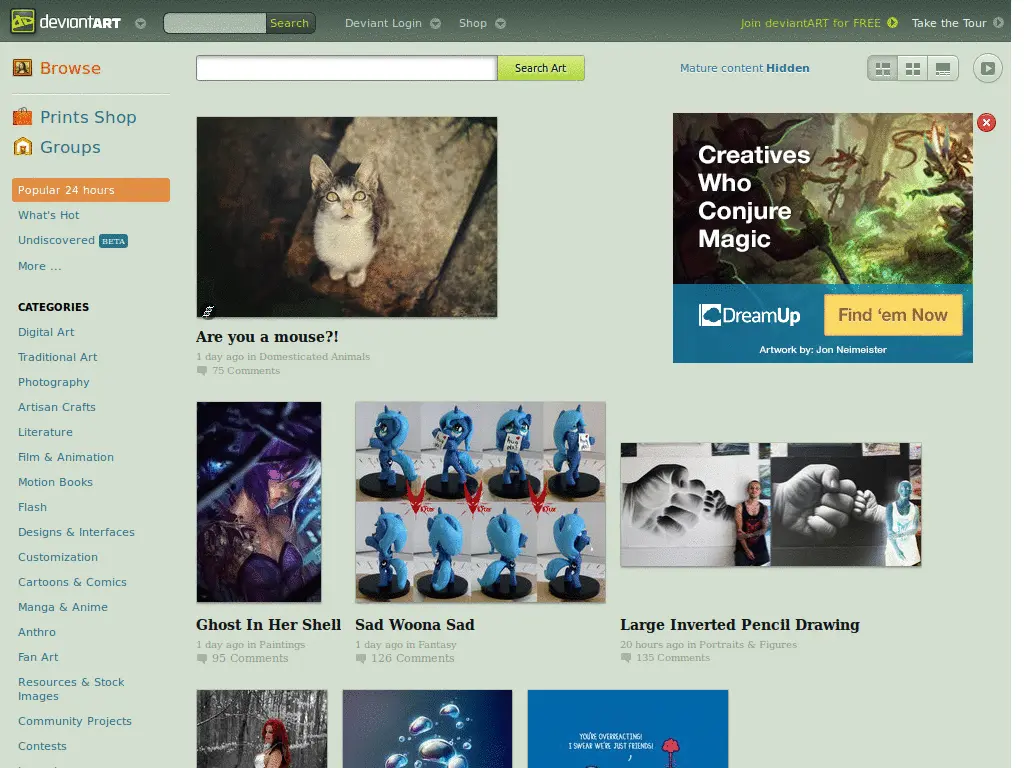 deviantART
Search
Deviant Login
Shop
Join deviantART for FREE
Take the Tour
Browse
Search Art
Mature content Hidden
Prints Shop
Groups
Popular 24 hours
What's Hot
Undiscovered BETA
More ...
CATEGORIES
Digital Art
Traditional Art
Photography
Artisan Crafts
Literature
Film & Animation
Motion Books
Flash
Designs & Interfaces
Customization
Cartoons & Comics
Manga & Anime
Anthro
Fan Art
Resources & Stock
Images
Community Projects
Contests
Are you a mouse?!
1 day ago in Domesticated Animals
75 Comments
Creatives
Who
Conjure
Magic
DreamUp
Find 'em Now
Artwork by: Jon Neimeister
Ghost In Her Shell
1 day ago in Paintings
95 Comments
Sad Woona Sad
1 day ago in Fantasy
126 Comments
Large Inverted Pencil Drawing
20 hours ago in Portraits & Figures
135 Comments
YOU'RE OVERREACTING!
I SWEAR WE'RE JUST FRIENDS!